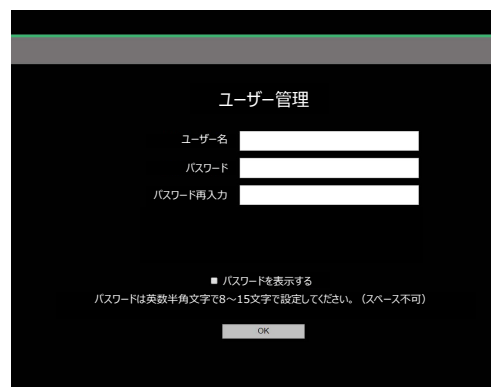 ユーザー管理
ユーザー名
パスワード
パスワード再入力
パスワードを表示する
パスワードは英数半角文字で8～15文字で設定してください。（スペース不可）
OK